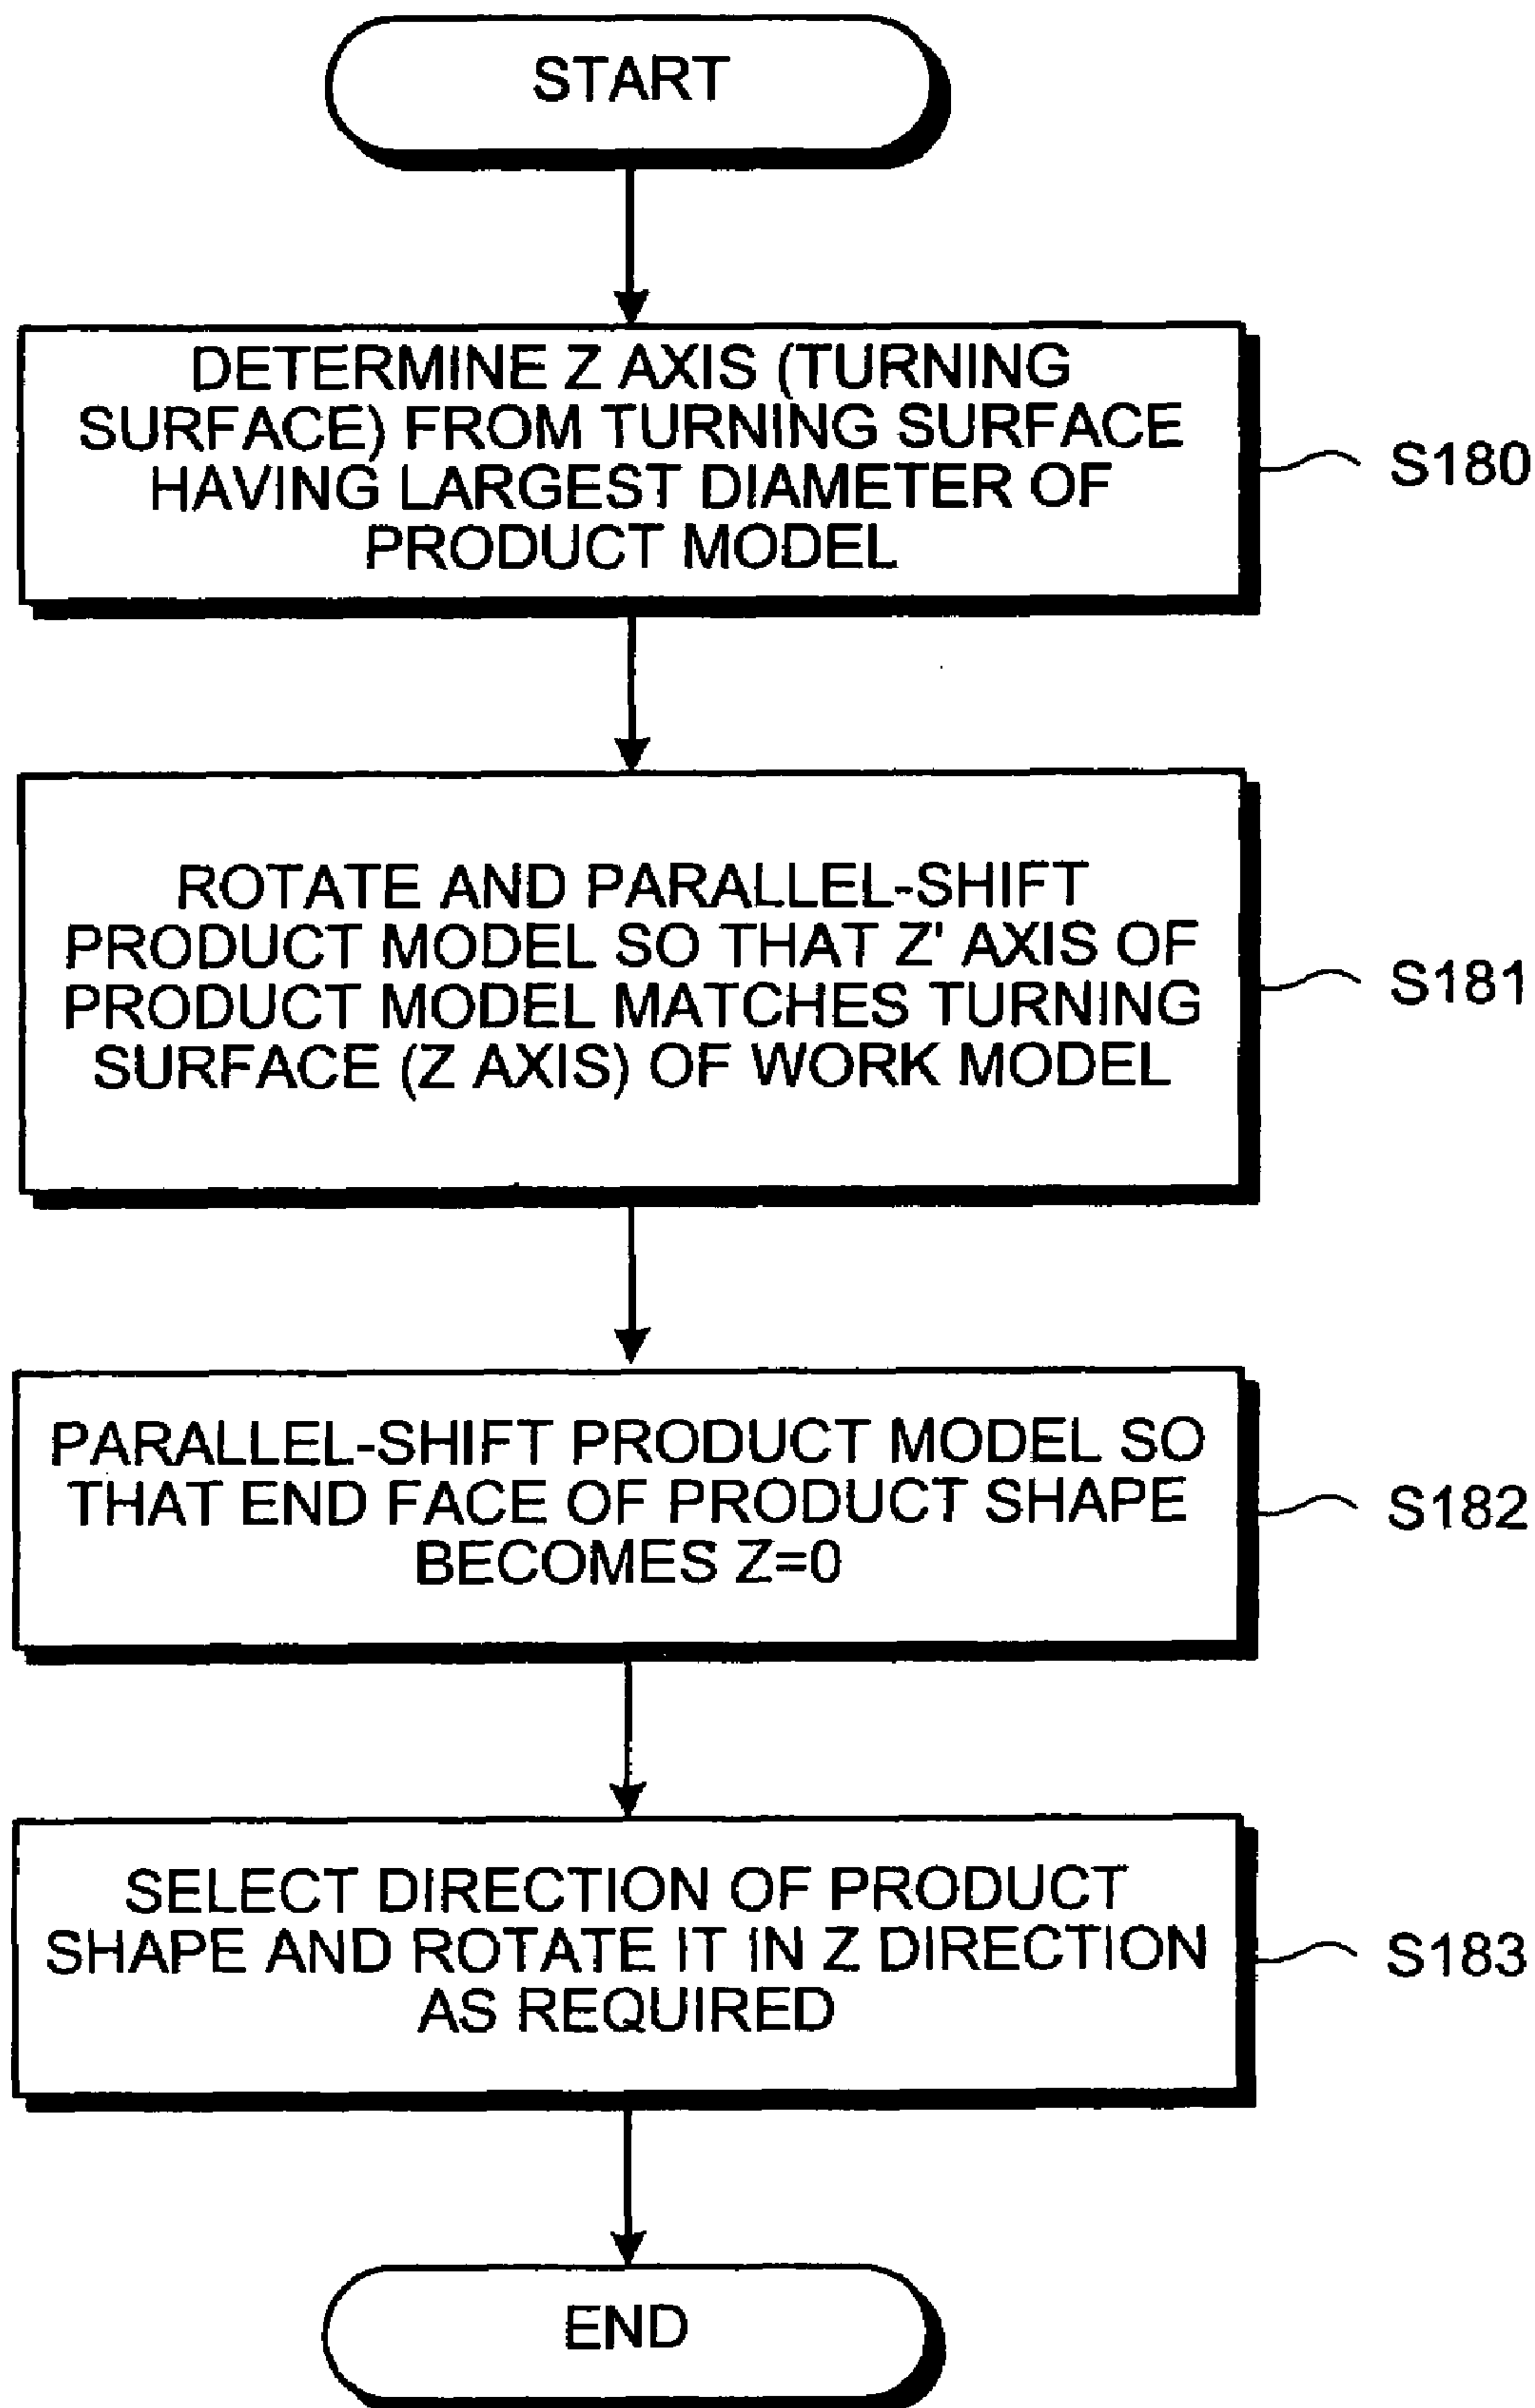 START
DETERMINE Z AXIS (TURNING
SURFACE) FROM TURNING SURFACE
HAVING LARGEST DIAMETER OF
PRODUCT MODEL
S180
ROTATE AND PARALLEL-SHIFT
PRODUCT MODEL SO THAT Z' AXIS OF
PRODUCT MODEL MATCHES TURNING
SURFACE (Z AXIS) OF WORK MODEL
S181
PARALLEL-SHIFT PRODUCT MODEL SO
THAT END FACE OF PRODUCT SHAPE
BECOMES Z=0
S182
SELECT DIRECTION OF PRODUCT
SHAPE AND ROTATE IT IN Z DIRECTION
AS REQUIRED
S183
END